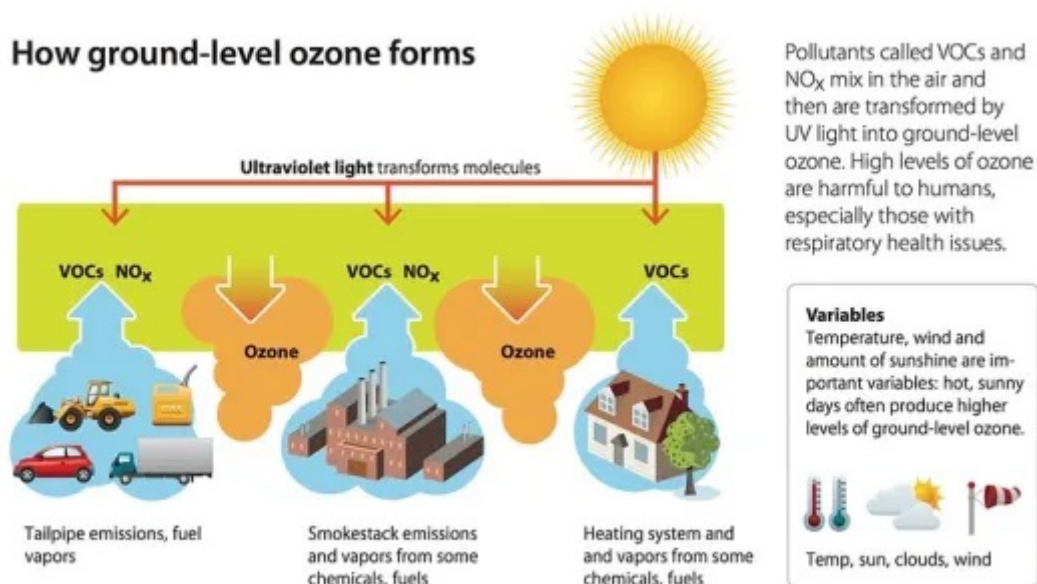 How ground-level ozone forms
Pollutants called VOCs and
NOX mix in the air and
then are transformed by
UV light into ground-level
ozone. High levels of ozone
are harmful to humans,
especially those with
respiratory health issues.
Ultraviolet light transforms molecules
VOCs NOX
VOCs NOX
VOCs
Ozone
Ozone
GAS
Tailpipe emissions, fuel
vapors
Smokestack emissions
and vapors from some
chemicals, fuels
Heating system and
and vapors from some
chemicals, fuels
Variables
Temperature, wind and
amount of sunshine are im-
portant variables: hot, sunny
days often produce higher
levels of ground-level ozone.
Temp, sun, clouds, wind